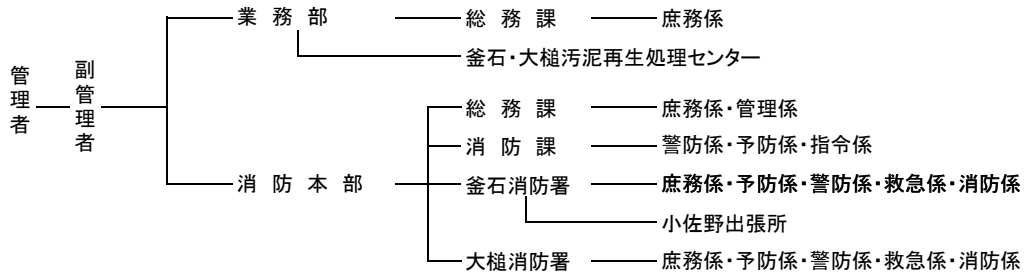 管理者
副管理者
業務部 総務課 庶務係
釜石・大槌汚泥再生処理センター
総務課 庶務係・管理係
消防課 警防係・予防係・指令係
消防本部 釜石消防署 庶務係・予防係・警防係・救急係・消防係
小佐野出張所
大槌消防署 庶務係・予防係・警防係・救急係・消防係